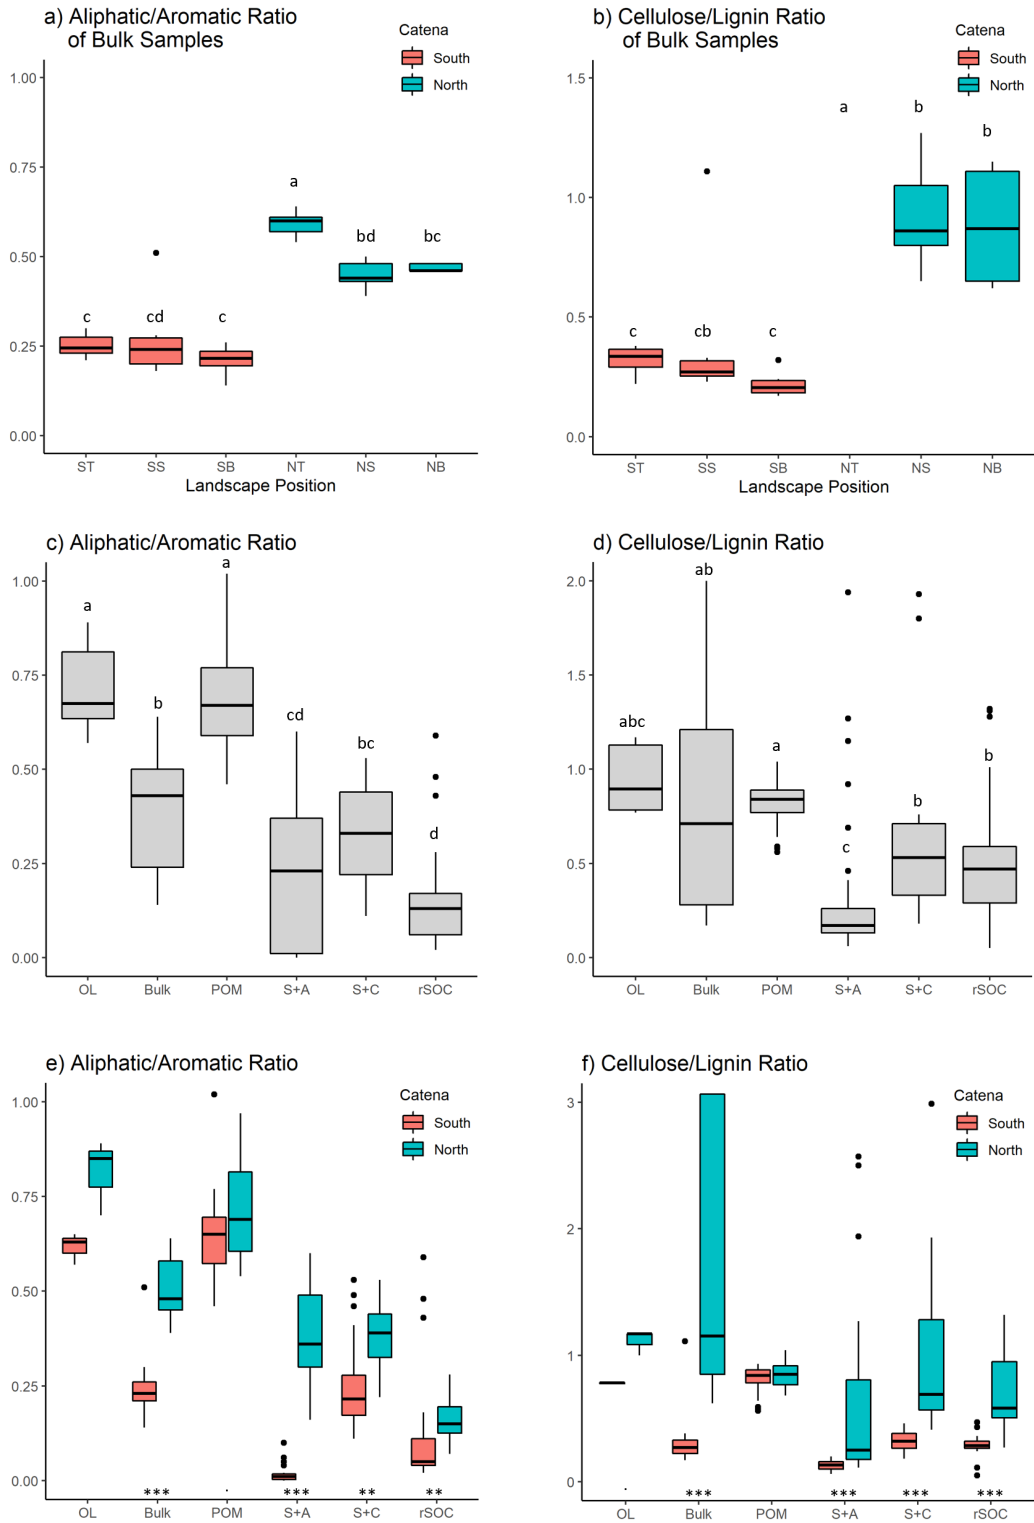 a) Aliphatic/Aromatic Ratio
of Bulk Samples
Catena
South
North
1.00
0.75
0.50
0.25
0.00
c
cd
c
a
bd
bc
ST
SS
SB
NT
NS
NB
Landscape Position
b) Cellulose/Lignin Ratio
of Bulk Samples
Catena
South
North
1.5
1.0
0.5
0.0
c
cb
c
a
b
b
ST
SS
SB
NT
NS
NB
Landscape Position
c) Aliphatic/Aromatic Ratio
1.00
0.75
0.50
0.25
0.00
a
b
a
cd
bc
d
OL
Bulk
POM
S+A
S+C
rSOC
d) Cellulose/Lignin Ratio
2.0
1.5
1.0
0.5
0.0
abc
ab
a
c
b
b
OL
Bulk
POM
S+A
S+C
rSOC
e) Aliphatic/Aromatic Ratio
Catena
South
North
1.00
0.75
0.50
0.25
0.00
*** . *** ** **
OL
Bulk
POM
S+A
S+C
rSOC
f) Cellulose/Lignin Ratio
Catena
South
North
3
2
1
0
. *** *** *** ***
OL
Bulk
POM
S+A
S+C
rSOC